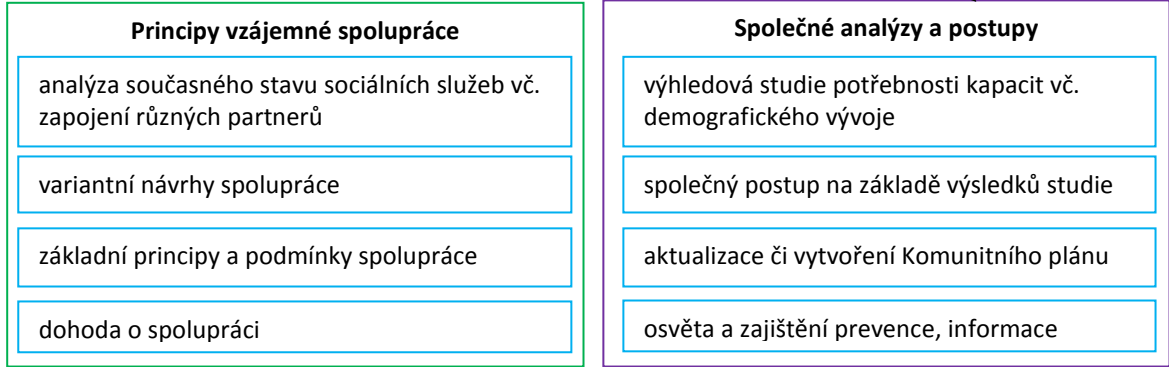 Principy vzájemné spolupráce
analýza současného stavu sociálních služeb vč.
zapojení různých partnerů
variantní návrhy spolupráce
základní principy a podmínky spolupráce
dohoda o spolupráci
Společné analýzy a postupy
výhledová studie potřebnosti kapacit vč.
demografického vývoje
společný postup na základě výsledků studie
aktualizace či vytvoření Komunitního plánu
osvěta a zajištění prevence, informace